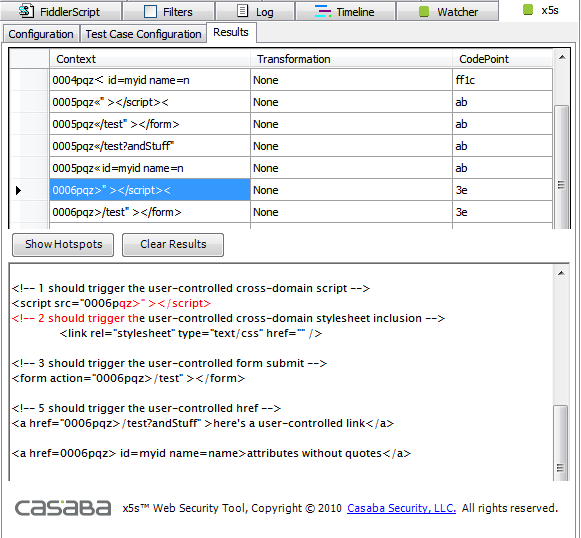 FiddlerScript Filters Log Timeline Watcher x5s
Configuration Test Case Configuration Results
Context Transformation CodePoint
0004pqz＜ id=myid name=n None ff1c
0005pqz«" ></script>< None ab
0005pqz«/test" ></form> None ab
0005pqz«/test?andStuff" None ab
0005pqz« id=myid name=n None ab
0006pqz>" ></script>< None 3e
0006pqz>/test" ></form> None 3e
Show Hotspots Clear Results
<!-- 1 should trigger the user-controlled cross-domain script -->
<script src="0006pqz>" ></script>
<!-- 2 should trigger the user-controlled cross-domain stylesheet inclusion -->
<link rel="stylesheet" type="text/css" href="" />
<!-- 3 should trigger the user-controlled form submit -->
<form action="0006pqz>/test" ></form>
<!-- 5 should trigger the user-controlled href -->
<a href="0006pqz>/test?andStuff" >here's a user-controlled link</a>
<a href=0006pqz> id=myid name=name>attributes without quotes</a>
CASABA x5s™ Web Security Tool, Copyright © 2010 Casaba Security, LLC. All rights reserved.